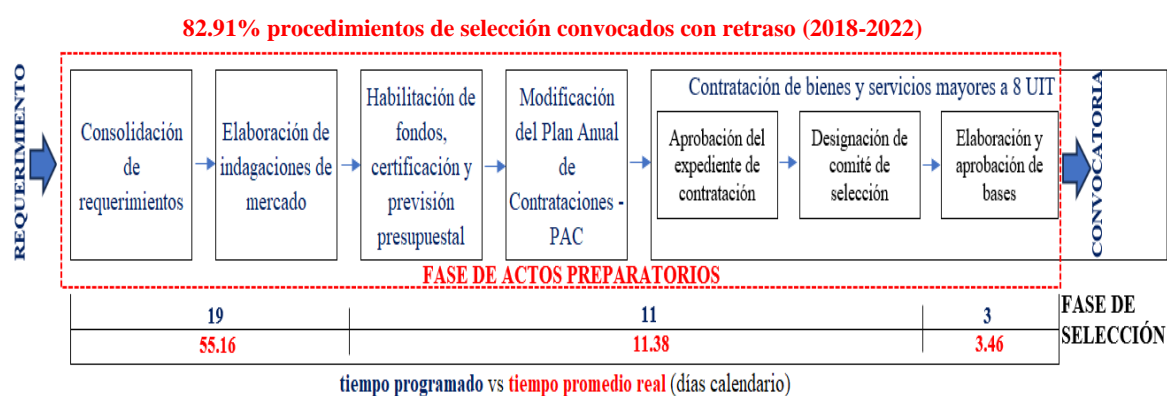 82.91% procedimientos de selección convocados con retraso (2018-2022)
REQUERIMIENTO
Consolidación
de
requerimientos
Elaboración de
indagaciones de
mercado
Habilitación de
fondos,
certificación y
previsión
presupuestal
Modificación
del Plan Anual
de
Contrataciones -
PAC
Contratación de bienes y servicios mayores a 8 UIT
Aprobación del
expediente de
contratación
Designación de
comité de
selección
Elaboración y
aprobación de
bases
CONVOCATORIA
FASE DE ACTOS PREPARATORIOS
19
11
3
FASE DE
SELECCIÓN
55.16
11.38
3.46
tiempo programado vs tiempo promedio real (días calendario)